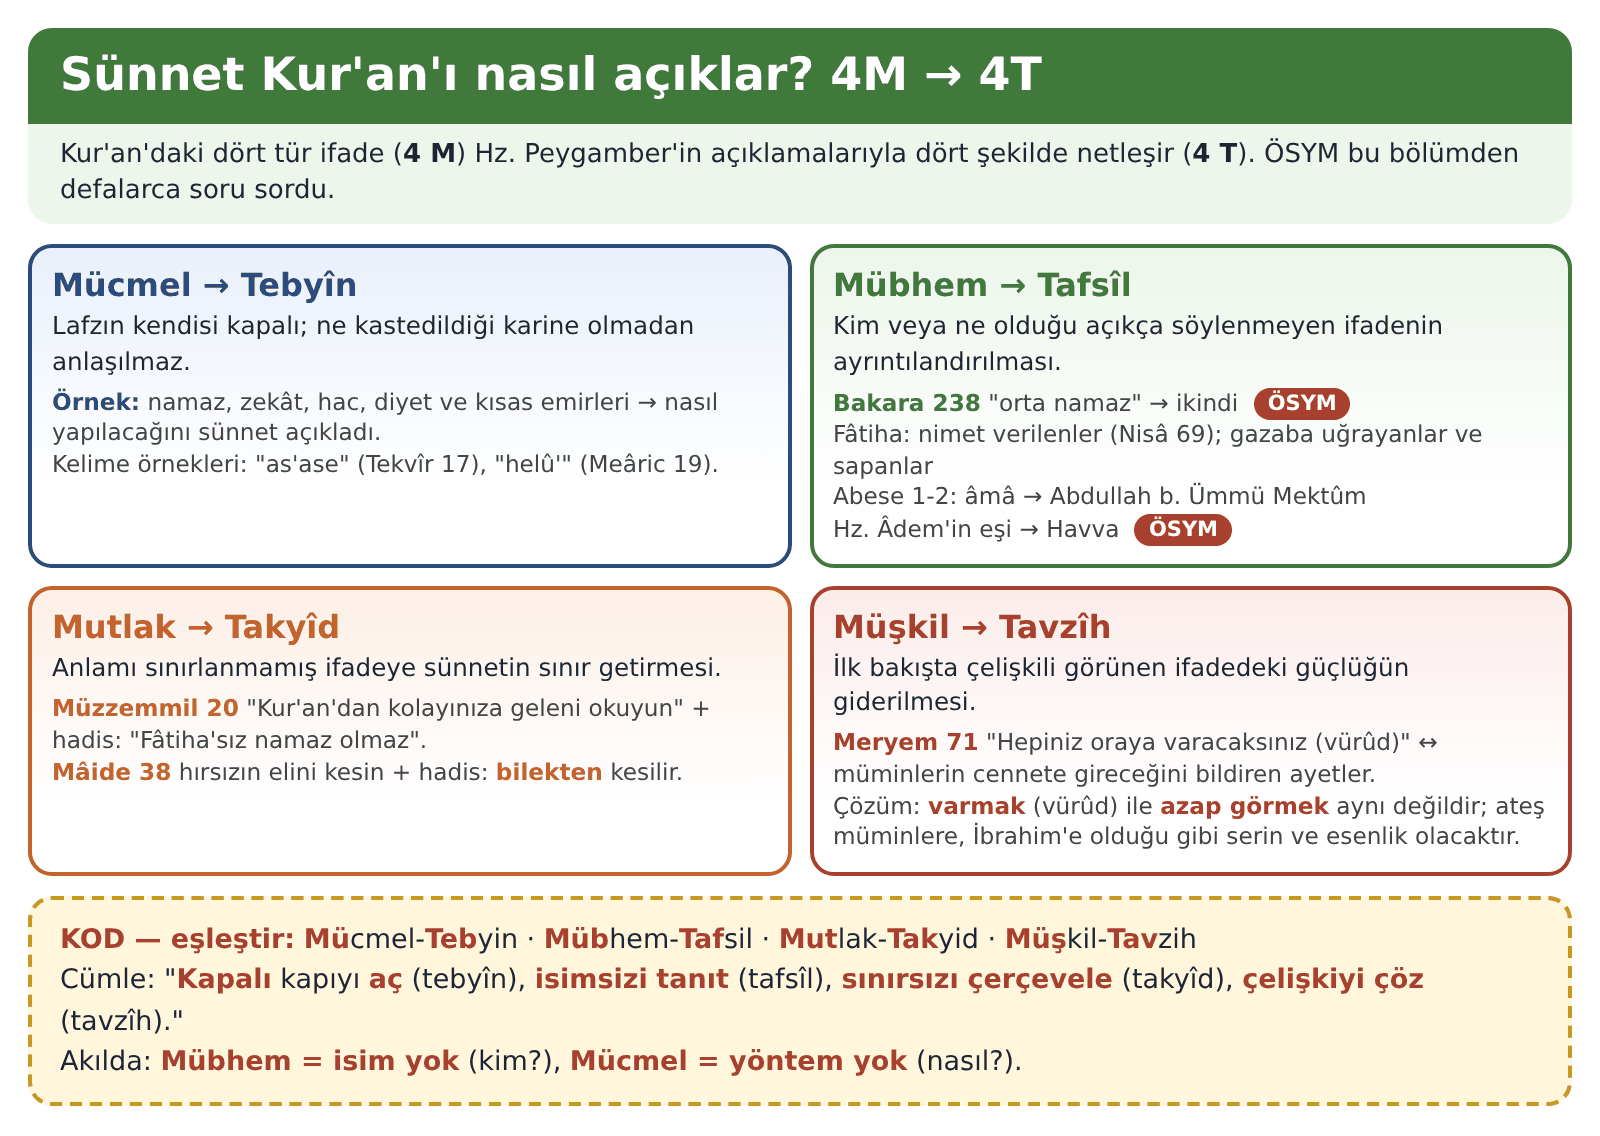 Sünnet Kur'an'ı nasıl açıklar? 4M → 4T
Kur'an'daki dört tür ifade (4 M) Hz. Peygamber'in açıklamalarıyla dört şekilde netleşir (4 T). ÖSYM bu bölümden
defalarca soru sordu.
Mücmel → Tebyîn
Lafzın kendisi kapalı; ne kastedildiği karine olmadan
anlaşılmaz.
Örnek: namaz, zekât, hac, diyet ve kısas emirleri → nasıl
yapılacağını sünnet açıkladı.
Kelime örnekleri: "as'ase" (Tekvîr 17), "helû'" (Meâric 19).
Mübhem → Tafsîl
Kim veya ne olduğu açıkça söylenmeyen ifadenin
ayrıntılandırılması.
Bakara 238 "orta namaz" → ikindi ÖSYM
Fâtiha: nimet verilenler (Nisâ 69); gazaba uğrayanlar ve
sapanlar
Abese 1-2: âmâ → Abdullah b. Ümmü Mektûm
Hz. Âdem'in eşi → Havva ÖSYM
Mutlak → Takyîd
Anlamı sınırlanmamış ifadeye sünnetin sınır getirmesi.
Müzzemmil 20 "Kur'an'dan kolayınıza geleni okuyun" +
hadis: "Fâtiha'sız namaz olmaz".
Mâide 38 hırsızın elini kesin + hadis: bilekten kesilir.
Müşkil → Tavzîh
İlk bakışta çelişkili görünen ifadedeki güçlüğün
giderilmesi.
Meryem 71 "Hepiniz oraya varacaksınız (vürûd)" ↔
müminlerin cennete gireceğini bildiren ayetler.
Çözüm: varmak (vürûd) ile azap görmek aynı değildir; ateş
müminlere, İbrahim'e olduğu gibi serin ve esenlik olacaktır.
KOD — eşleştir: Mücmel-Tebyin · Mübhem-Tafsil · Mutlak-Takyid · Müşkil-Tavzih
Cümle: "Kapalı kapıyı aç (tebyîn), isimsizi tanıt (tafsîl), sınırsızı çerçevele (takyîd), çelişkiyi çöz
(tavzîh)."
Akılda: Mübhem = isim yok (kim?), Mücmel = yöntem yok (nasıl?).